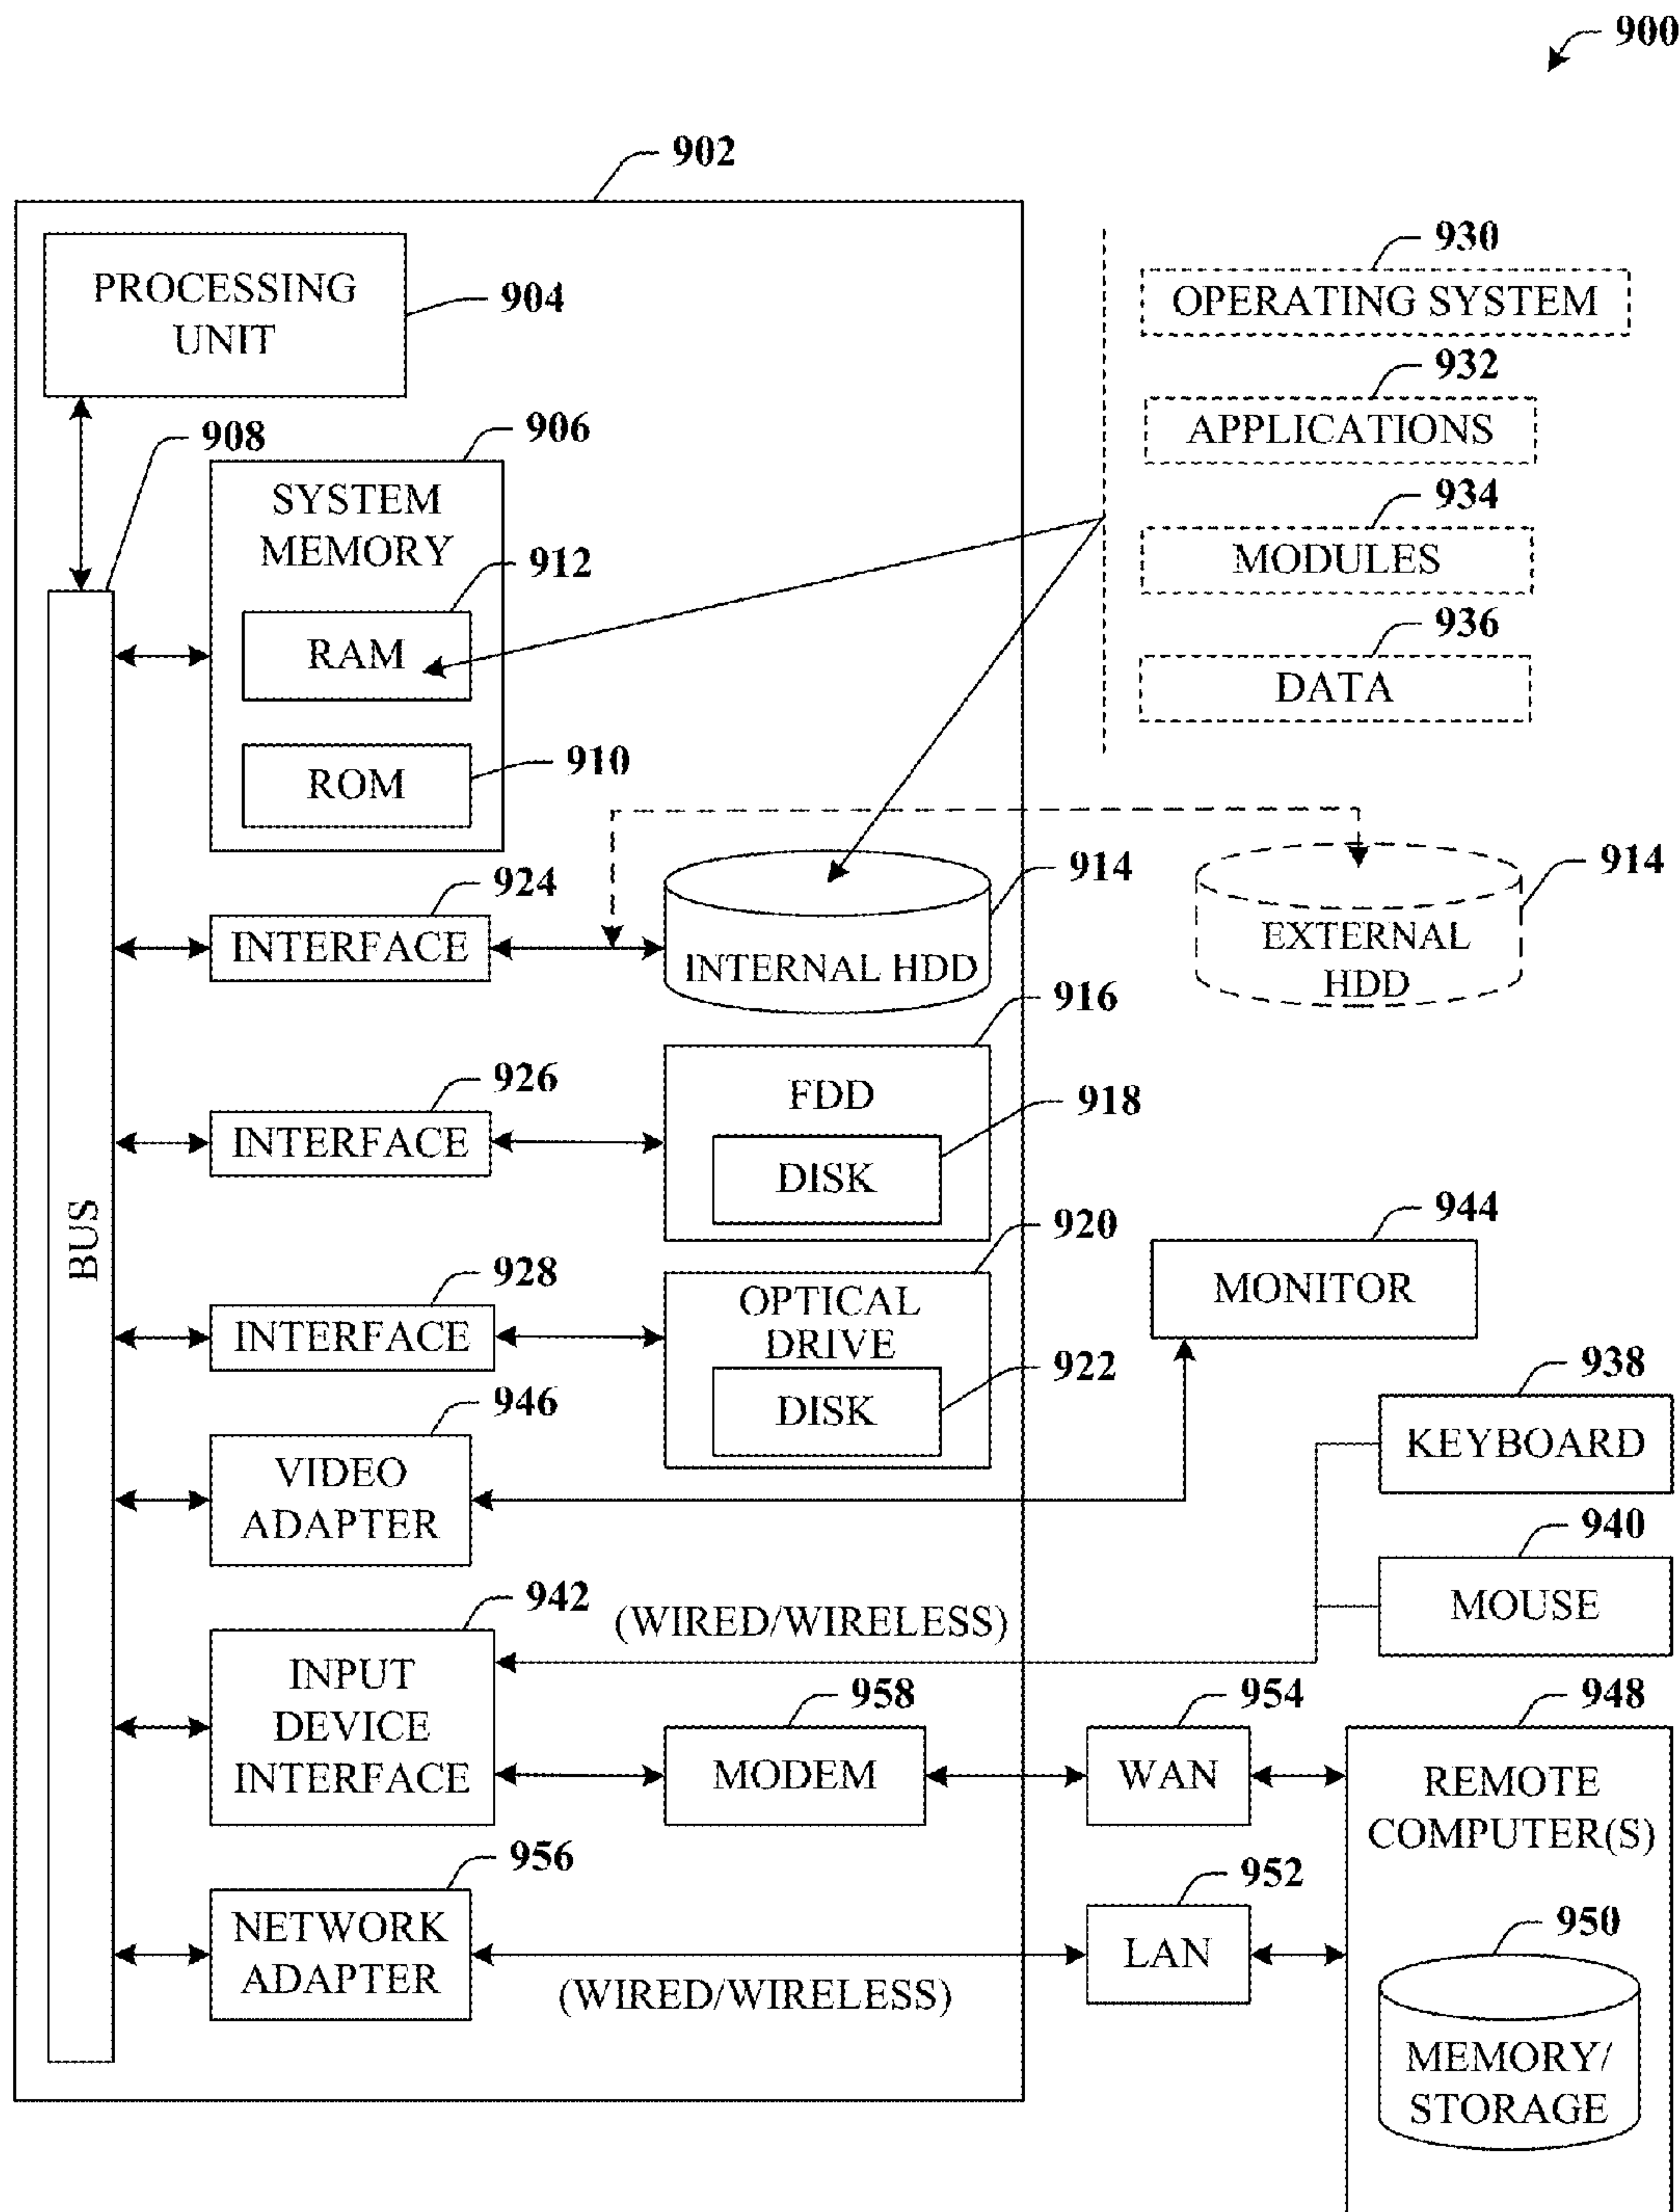 900
902
PROCESSING
UNIT
904
930
OPERATING SYSTEM
932
APPLICATIONS
934
MODULES
936
DATA
908
906
SYSTEM
MEMORY
912
RAM
910
ROM
924
INTERFACE
914
INTERNAL HDD
914
EXTERNAL
HDD
916
FDD
926
INTERFACE
918
DISK
BUS
920
OPTICAL
DRIVE
928
INTERFACE
922
DISK
944
MONITOR
946
VIDEO
ADAPTER
938
KEYBOARD
940
MOUSE
942
(WIRED/WIRELESS)
INPUT
DEVICE
INTERFACE
958
MODEM
954
WAN
948
REMOTE
COMPUTER(S)
956
NETWORK
ADAPTER
(WIRED/WIRELESS)
952
LAN
950
MEMORY/
STORAGE